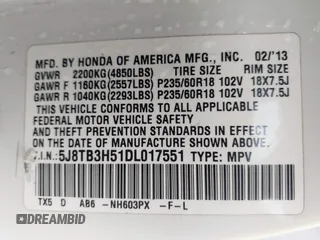 MFD. BY HONDA OF AMERICA MFG., INC. 02/'13
GVWR 2200KG(4850LBS) TIRE SIZE RIM SIZE
GAWR F 1160KG(2557LBS) P235/60R18 102V 18X7.5J
GAWR R 1040KG(2293LBS) P235/60R18 102V 18X7.5J
THIS VEHICLE CONFORMS TO ALL APPLICABLE
FEDERAL MOTOR VEHICLE SAFETY AND
THEFT PREVENTION STANDARDS IN EFFECT ON
THE DATE OF MANUFACTURE SHOWN ABOVE.
V.I.N.: 5J8TB3H51DL017551 TYPE: MPV
TX5 D AB6 -NH603PX -F-L
DREAMBID